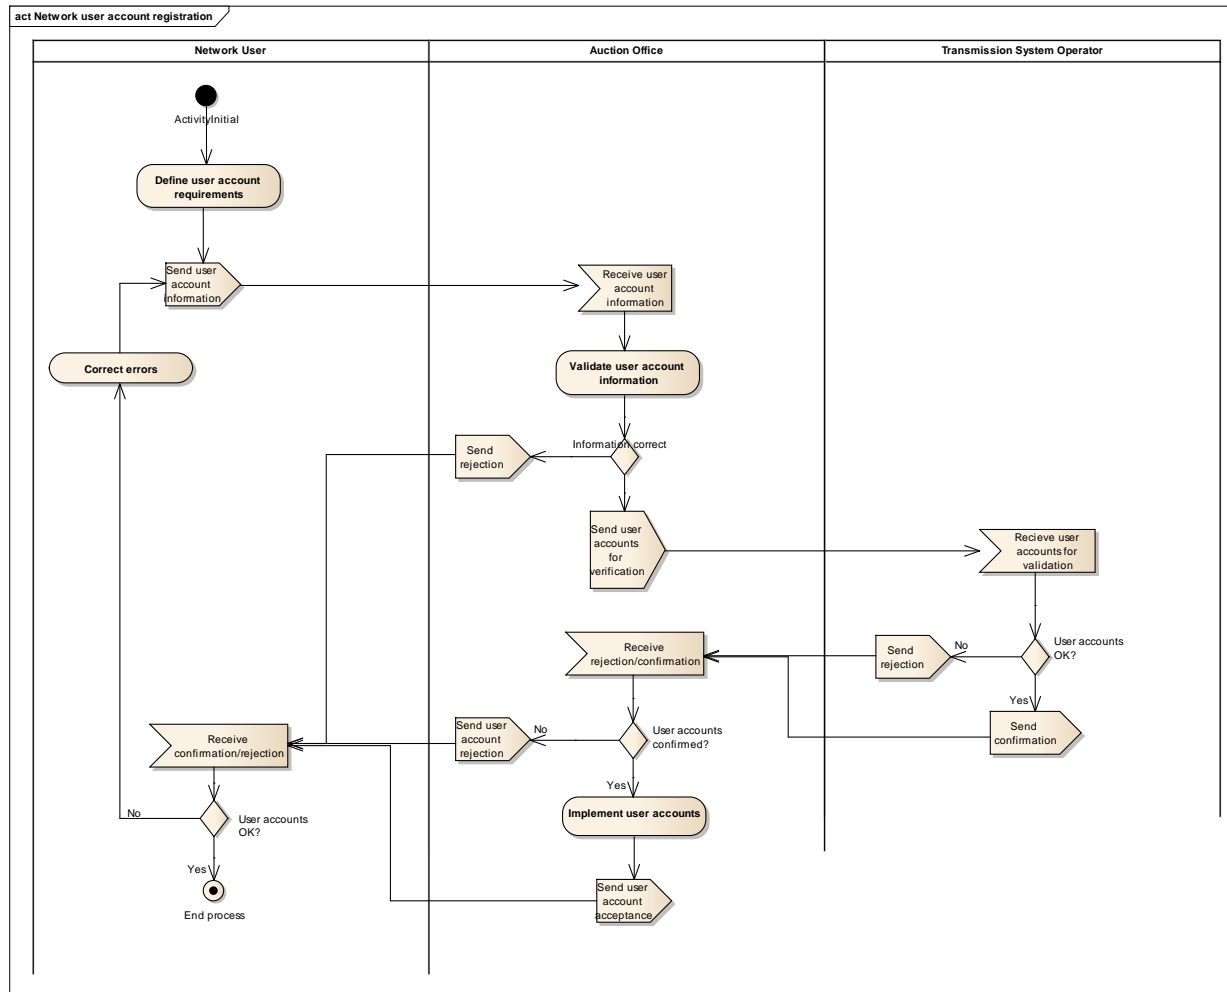 act Network user account registration
Network User
Auction Office
Transmission System Operator
ActivityInitial
Define user account
requirements
Send user
account
information
Receive user
account
information
Correct errors
Validate user account
information
Information correct
Send
rejection
Send user
accounts
for
verification
Recieve user
accounts for
validation
User accounts
OK?
No
Send
rejection
Yes
Send
confirmation
Receive
rejection/confirmation
User accounts
confirmed?
No
Send user
account
rejection
Yes
Implement user accounts
Send user
account
acceptance
Receive
confirmation/rejection
User accounts
OK?
No
Yes
End process